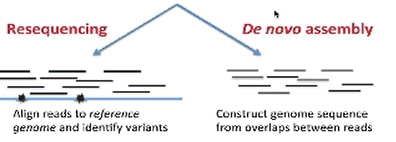 Resequencing
De novo assembly
Align reads to reference
genome and identify variants
Construct genome sequence
from overlaps between reads